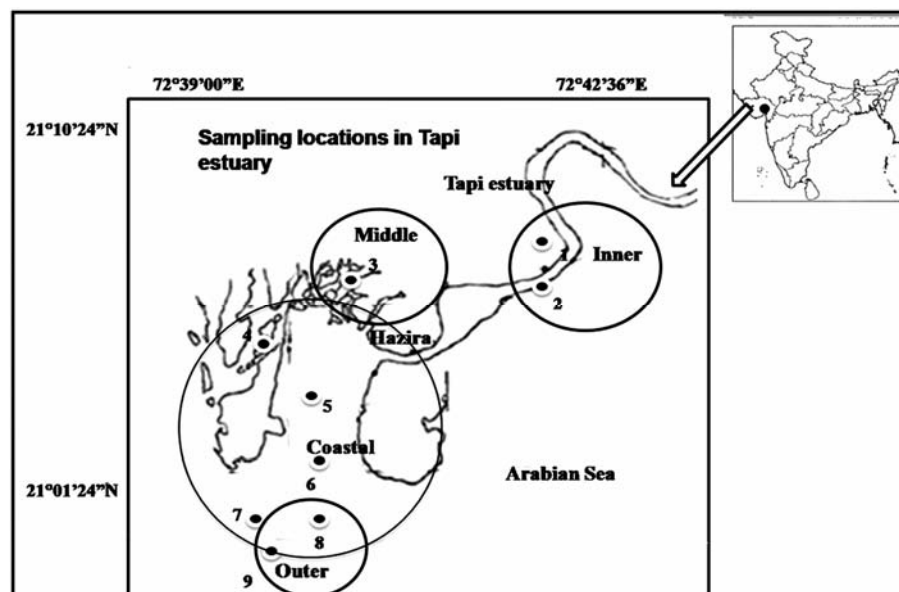 72°39'00"E
72°42'36"E
21°10'24"N
Sampling locations in Tapi
estuary
Tapi estuary
Middle
1
Inner
3
2
Hazira
4
5
Coastal
6
Arabian Sea
21°01'24"N
7
8
Outer
9